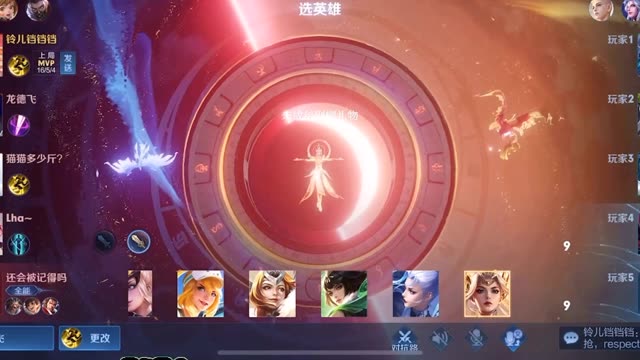 选英雄
铃儿铛铛铛
上局
MVP
16/5/4
发送
龙德飞
猫猫多少斤?
Lha~
还会被记得吗
全能
更改
对抗路
玩家1
玩家2
玩家3
玩家4
9
玩家5
9
铃儿铛铛铛:
抢, respect